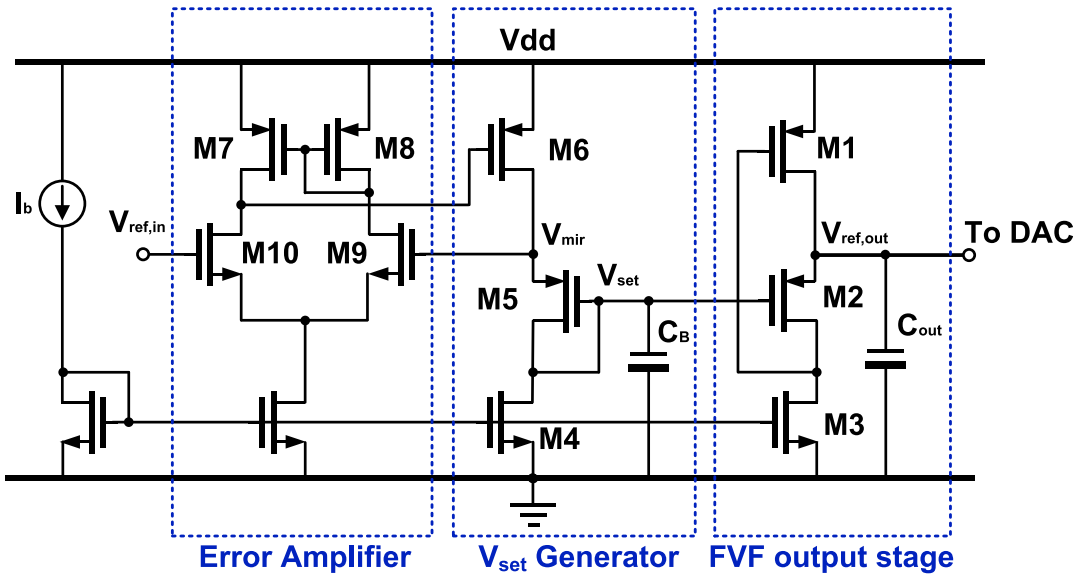 Vdd
M7
M8
M6
M1
Ib
Vref,in
M10
M9
Vmir
Vref,out
To DAC
M5
Vset
M2
CB
Cout
M4
M3
Error Amplifier
Vset Generator
FVF output stage